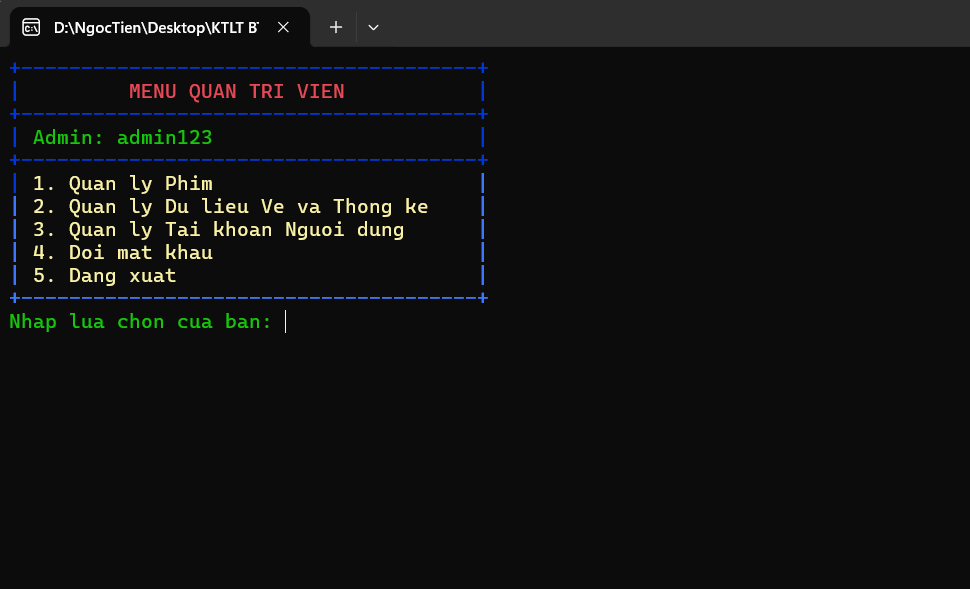 D:\NgocTien\Desktop\KTLT B
MENU QUAN TRI VIEN
Admin: admin123
1. Quan ly Phim
2. Quan ly Du lieu Ve va Thong ke
3. Quan ly Tai khoan Nguoi dung
4. Doi mat khau
5. Dang xuat
Nhap lua chon cua ban: